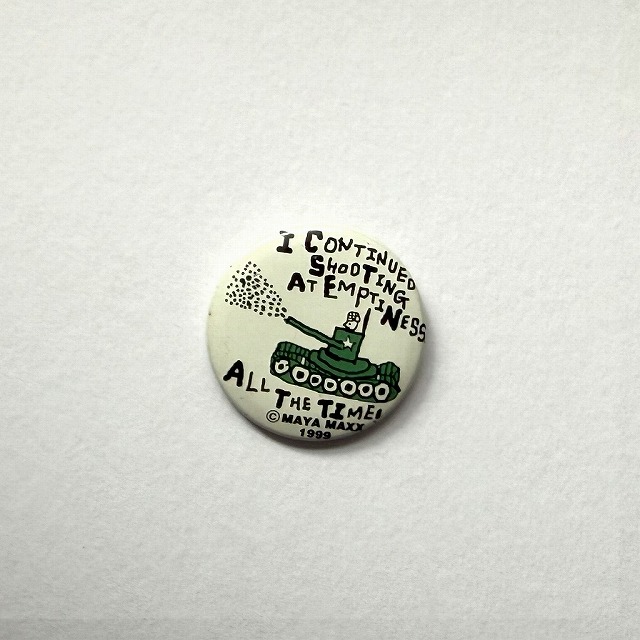 I CONTINUED
SHOOTING
AT EMPTINESS
ALL THE TIME!
© MAYA MAXX
1999